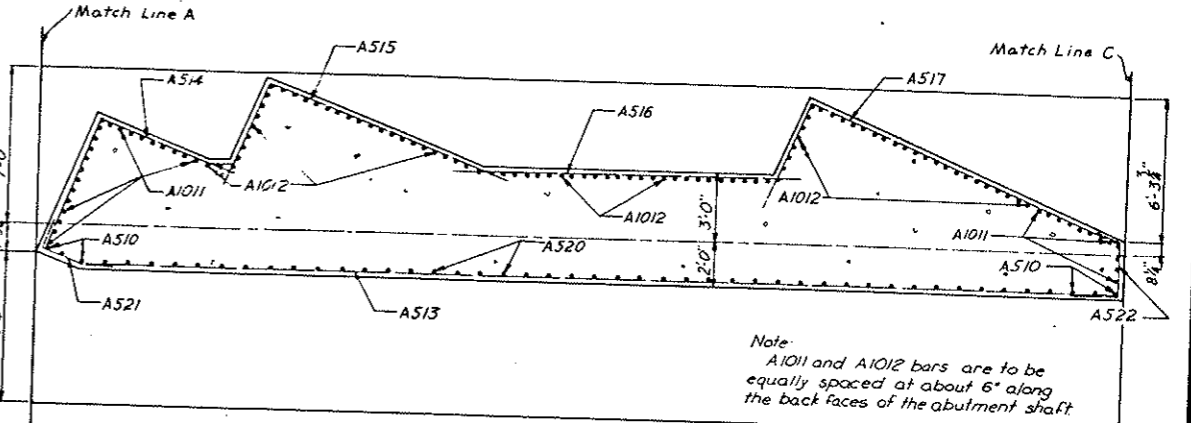 Match Line A
A515
Match Line C
A517
A514
A516
A1011
A1012
A1012
3'-0"
A1012
6'-3¾"
A1011
A510
A520
2'-0"
A510
8¼"
A521
A513
A522
Note:
A1011 and A1012 bars are to be
equally spaced at about 6" along
the back faces of the abutment shaft